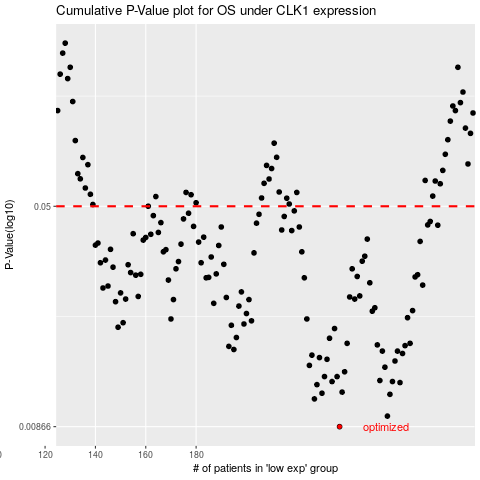 Cumulative P-Value plot for OS under CLK1 expression
P-Value(log10)
0.05
0.00866
optimized
0 120 140 160 180
# of patients in 'low exp' group